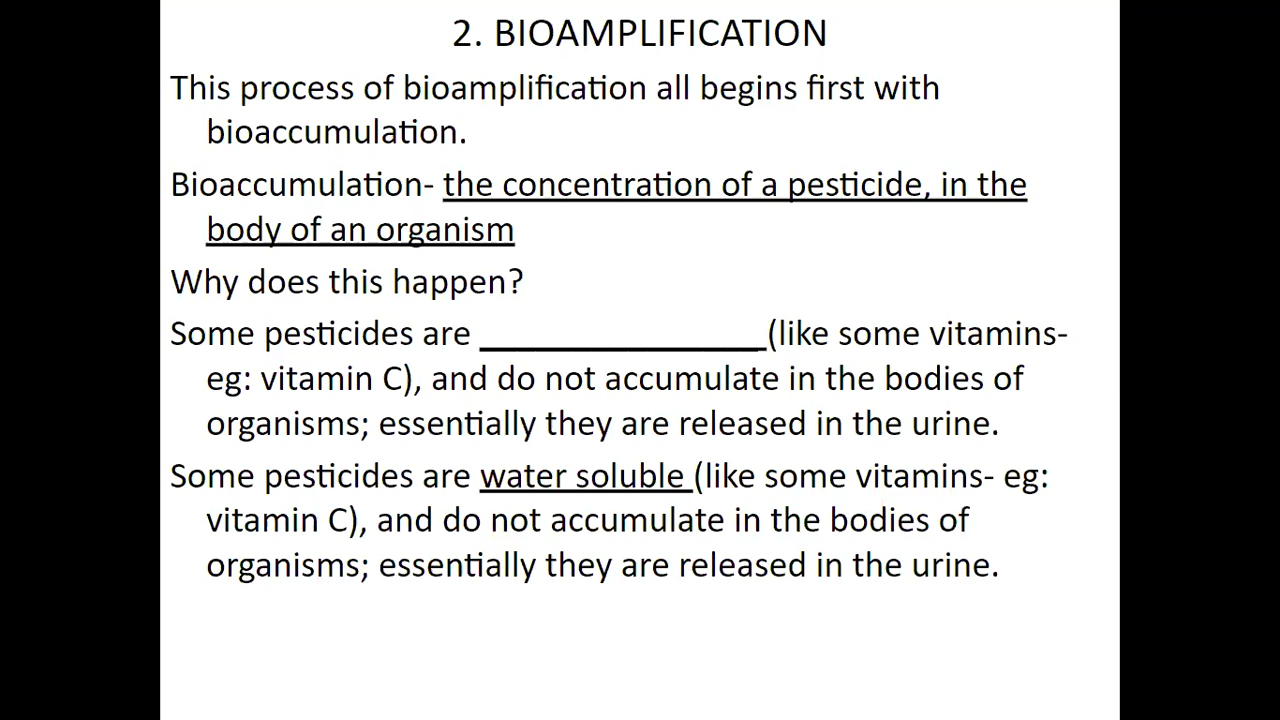 2. BIOAMPLIFICATION
This process of bioamplification all begins first with
bioaccumulation.
Bioaccumulation- the concentration of a pesticide, in the
body of an organism
Why does this happen?
Some pesticides are _______________ (like some vitamins-
eg: vitamin C), and do not accumulate in the bodies of
organisms; essentially they are released in the urine.
Some pesticides are water soluble (like some vitamins- eg:
vitamin C), and do not accumulate in the bodies of
organisms; essentially they are released in the urine.